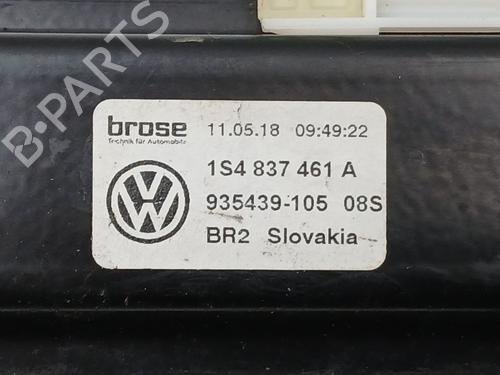 B-PARTS
brose 11.05.18 09:49:22
Technik für Automobile
1S4 837 461 A
935439-105 08S
BR2 Slovakia